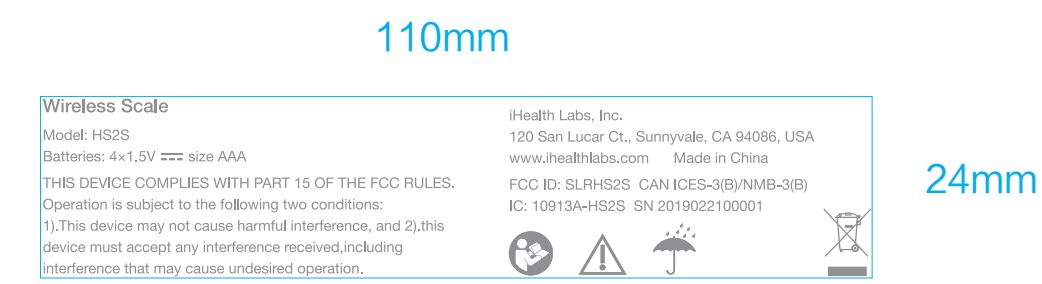 110mm
Wireless Scale
Model: HS2S
Batteries: 4×1.5V ⎓ size AAA
THIS DEVICE COMPLIES WITH PART 15 OF THE FCC RULES.
Operation is subject to the following two conditions:
1).This device may not cause harmful interference, and 2).this
device must accept any interference received,including
interference that may cause undesired operation.
iHealth Labs, Inc.
120 San Lucar Ct., Sunnyvale, CA 94086, USA
www.ihealthlabs.com Made in China
FCC ID: SLRHS2S CAN ICES-3(B)/NMB-3(B)
IC: 10913A-HS2S SN 2019022100001
24mm